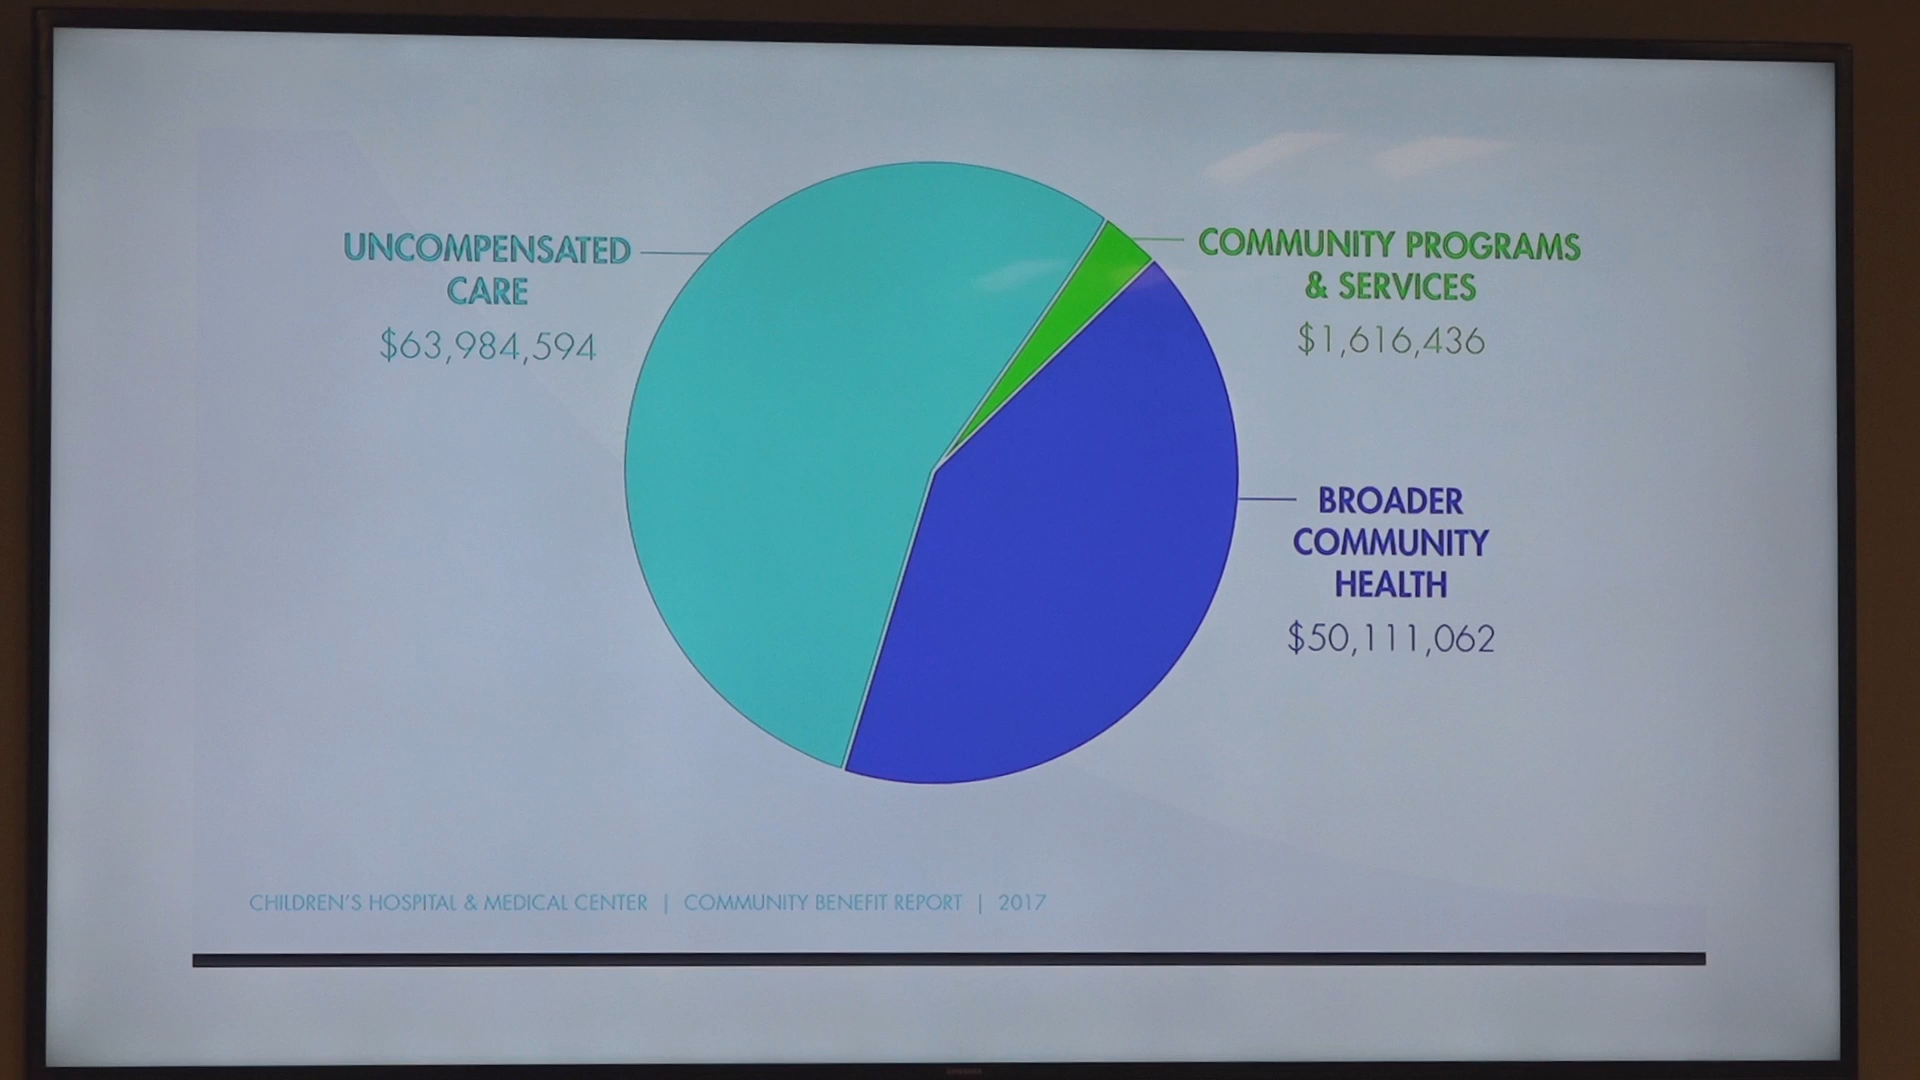 UNCOMPENSATED
CARE
$63,984,594
COMMUNITY PROGRAMS
& SERVICES
$1,616,436
BROADER
COMMUNITY
HEALTH
$50,111,062
CHILDREN'S HOSPITAL & MEDICAL CENTER | COMMUNITY BENEFIT REPORT | 2017